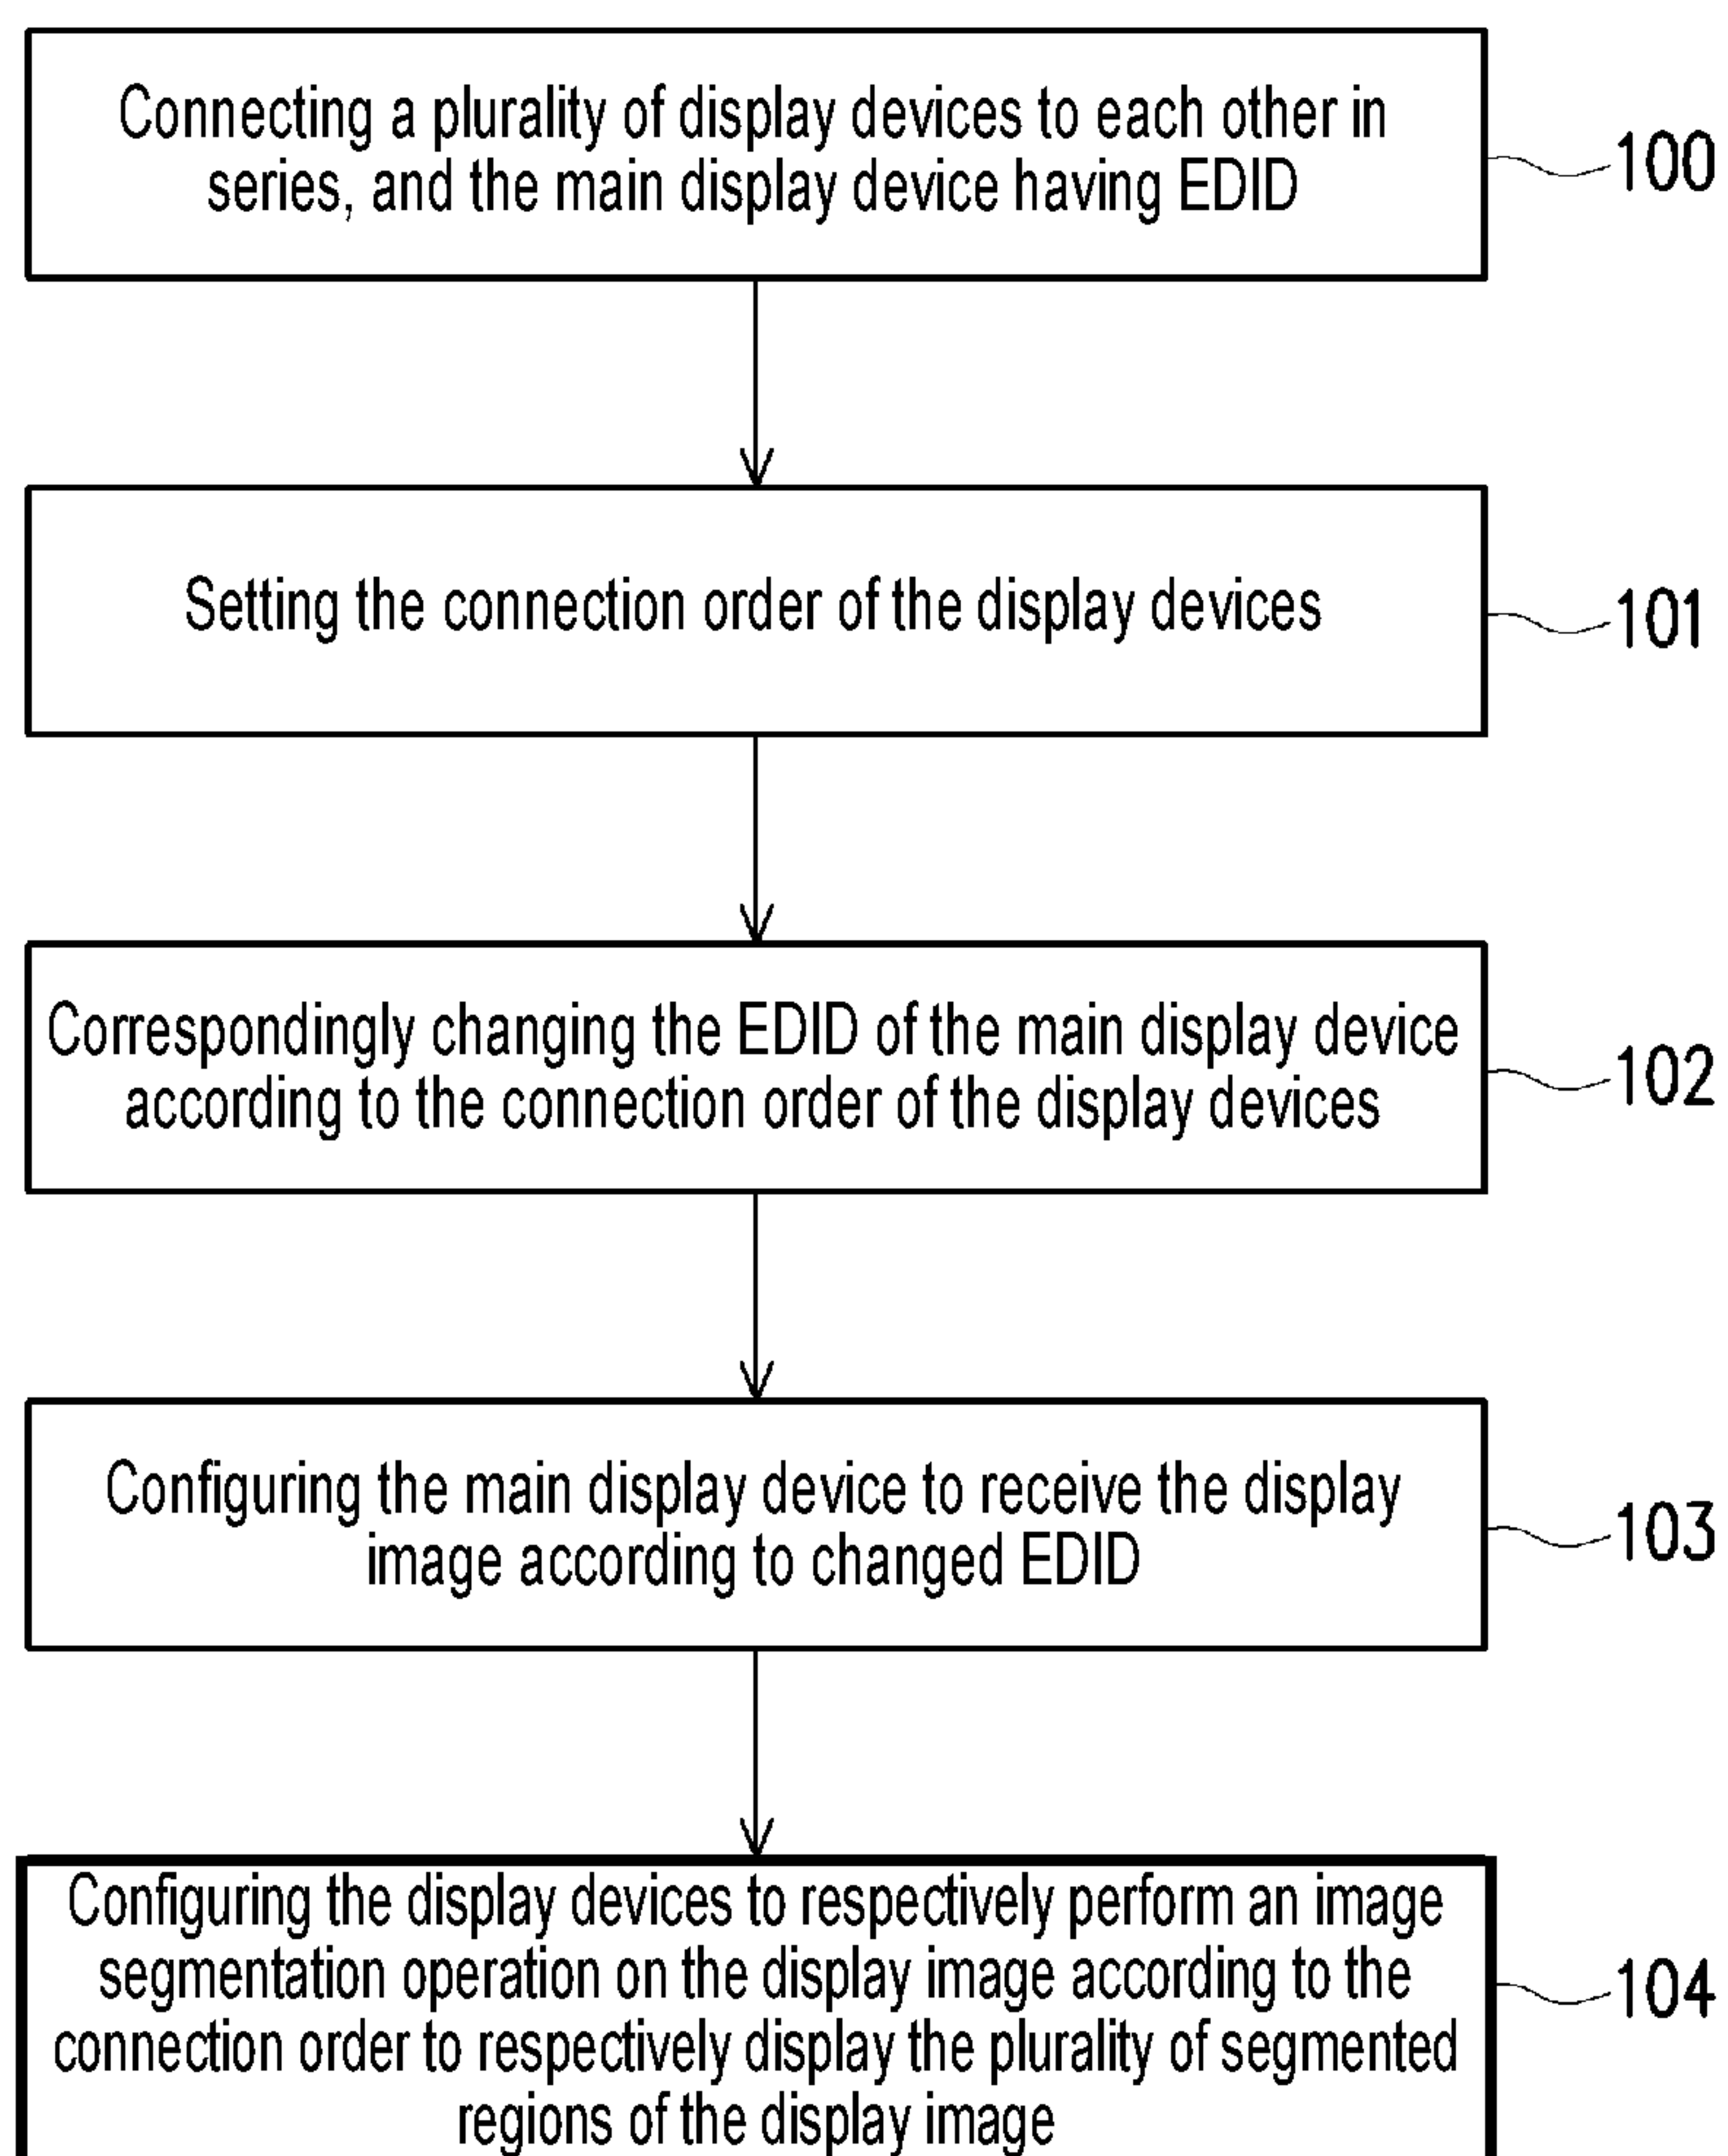 Connecting a plurality of display devices to each other in
series, and the main display device having EDID
100
Setting the connection order of the display devices
101
Correspondingly changing the EDID of the main display device
according to the connection order of the display devices
102
Configuring the main display device to receive the display
image according to changed EDID
103
Configuring the display devices to respectively perform an image
segmentation operation on the display image according to the
connection order to respectively display the plurality of segmented
regions of the display image
104